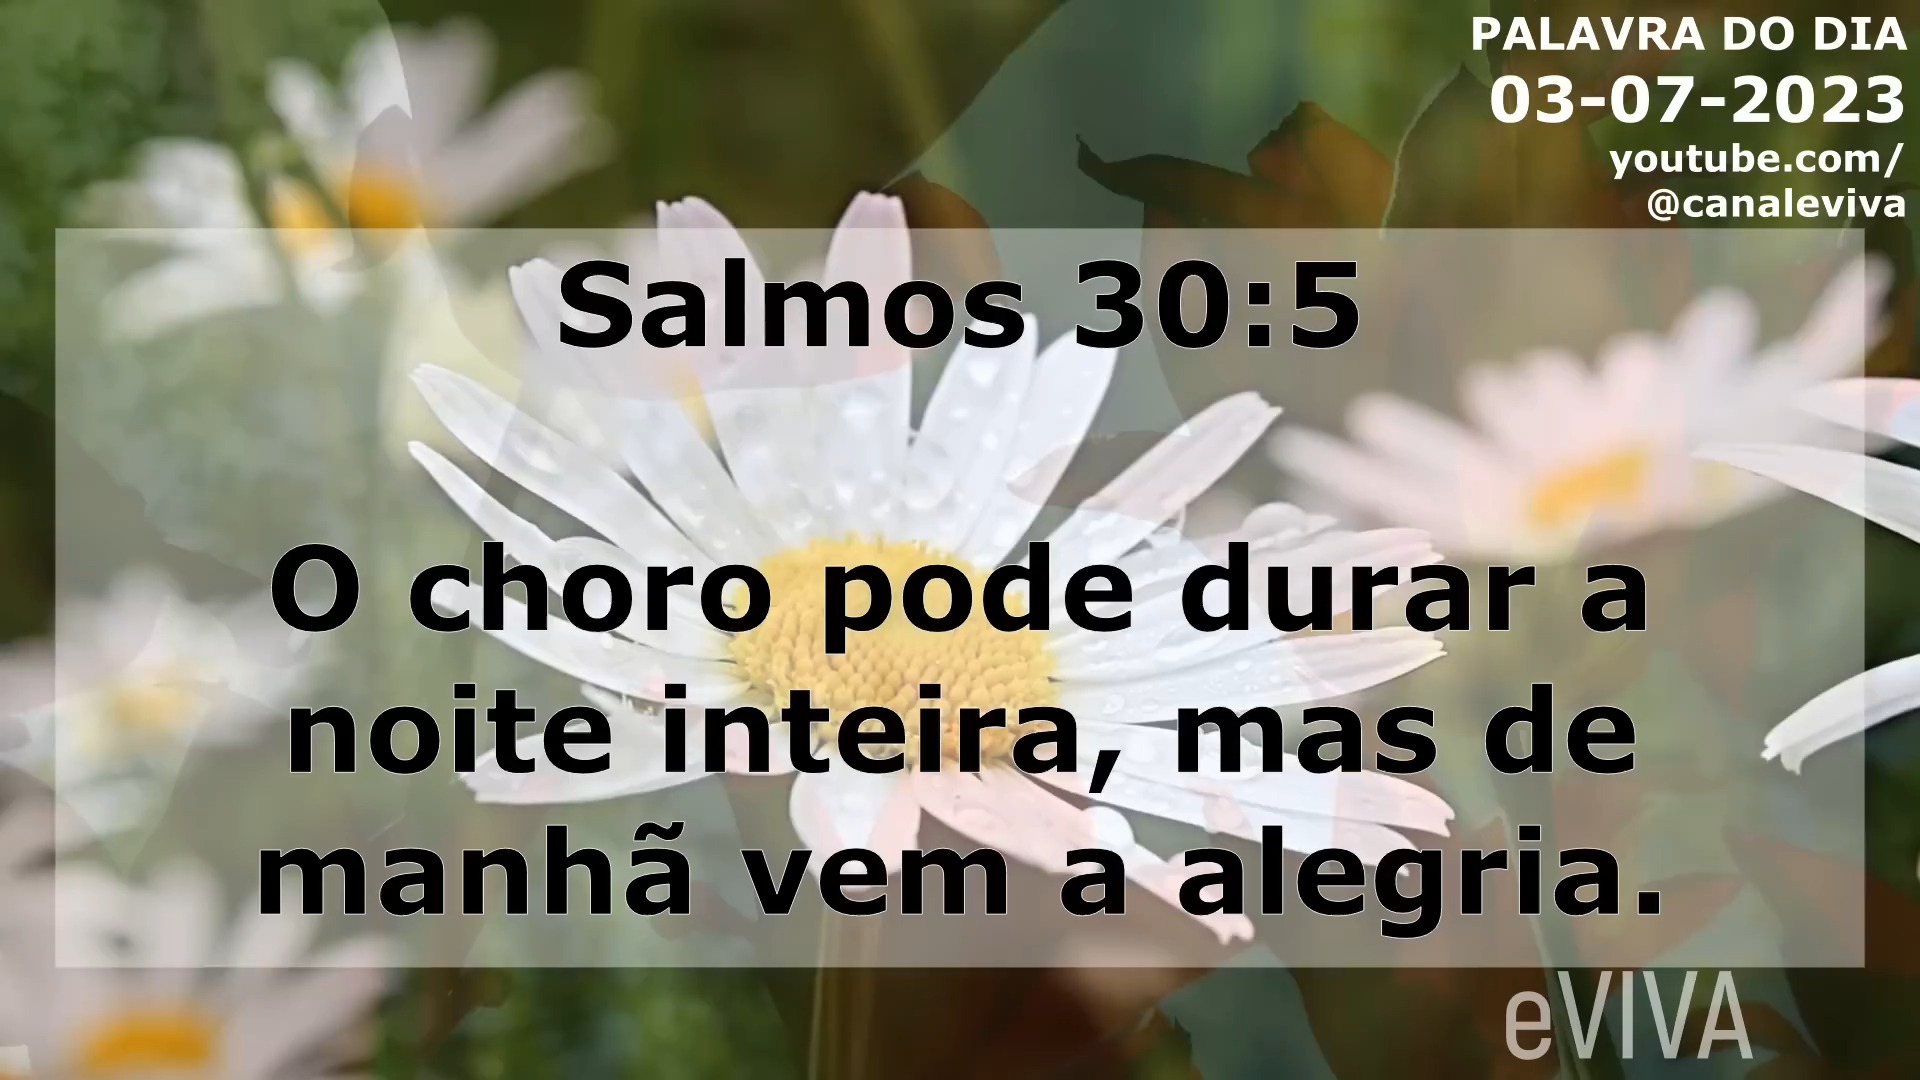 PALAVRA DO DIA
03-07-2023
youtube.com/
@canaleviva
Salmos 30:5
O choro pode durar a
noite inteira, mas de
manhã vem a alegria.
eVIVA